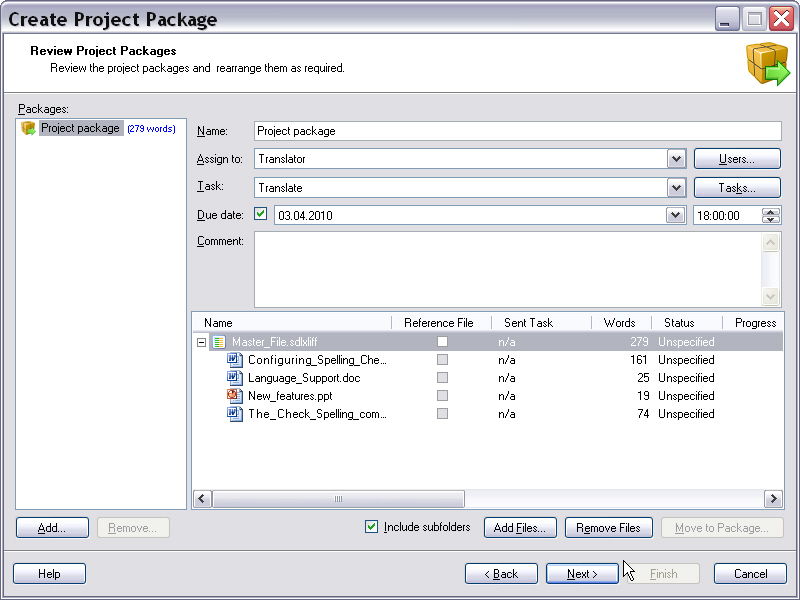 Create Project Package
Review Project Packages
Review the project packages and rearrange them as required.
Packages:
Project package (279 words)
Name: Project package
Assign to: Translator Users...
Task: Translate Tasks...
Due date: 03.04.2010 18:00:00
Comment:
Name Reference File Sent Task Words Status Progress
Master_File.sdlxliff n/a 279 Unspecified
Configuring_Spelling_Che... n/a 161 Unspecified
Language_Support.doc n/a 25 Unspecified
New_features.ppt n/a 19 Unspecified
The_Check_Spelling_com... n/a 74 Unspecified
Add... Remove... Include subfolders Add Files... Remove Files Move to Package...
Help < Back Next > Finish Cancel